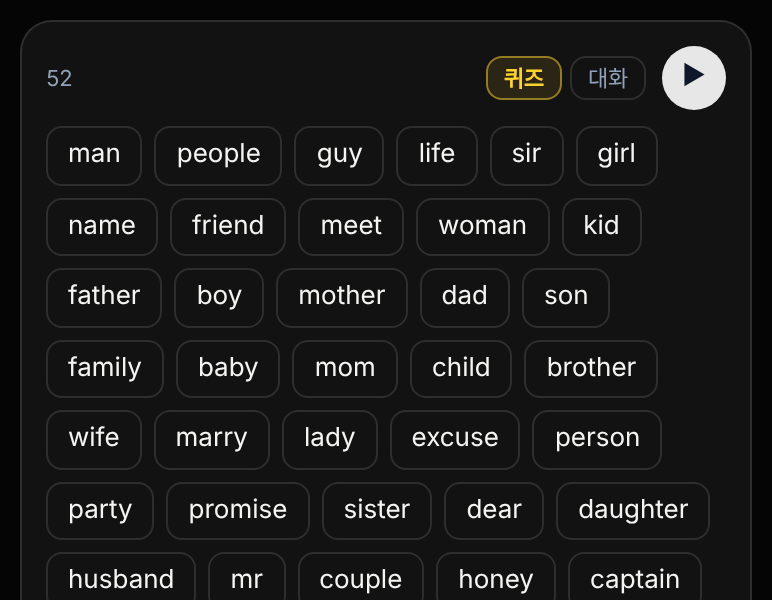 52 퀴즈 대화
man people guy life sir girl
name friend meet woman kid
father boy mother dad son
family baby mom child brother
wife marry lady excuse person
party promise sister dear daughter
husband mr couple honey captain